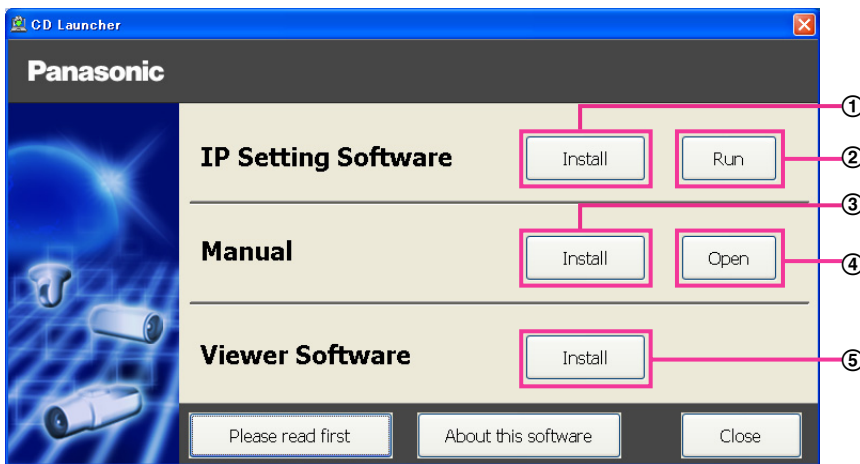 CD Launcher
Panasonic
①
IP Setting Software Install Run ②
③
Manual Install Open ④
Viewer Software Install ⑤
Please read first About this software Close